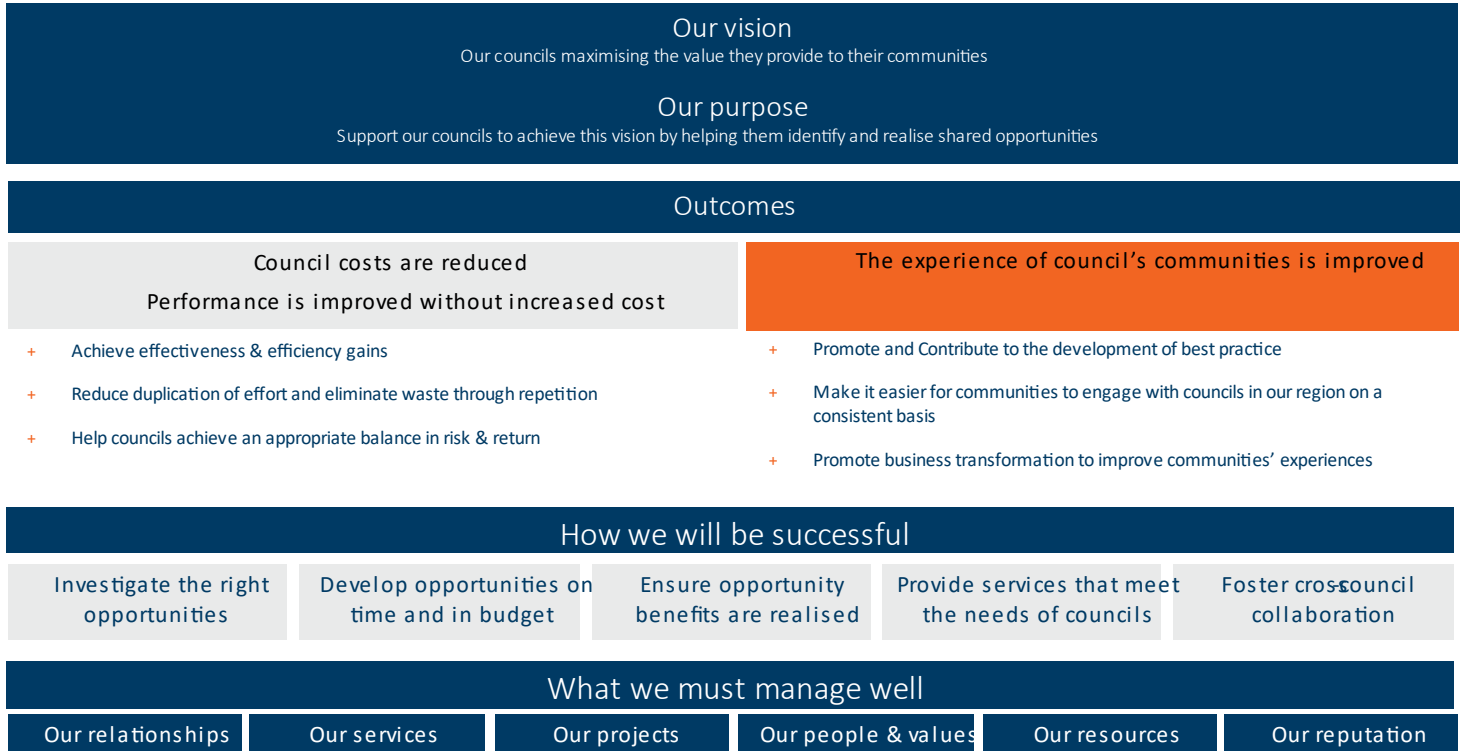 Our vision
Our councils maximising the value they provide to their communities
Our purpose
Support our councils to achieve this vision by helping them identify and realise shared opportunities
Outcomes
Council costs are reduced
Performance is improved without increased cost
+ Achieve effectiveness & efficiency gains
+ Reduce duplication of effort and eliminate waste through repetition
+ Help councils achieve an appropriate balance in risk & return
The experience of council's communities is improved
+ Promote and Contribute to the development of best practice
+ Make it easier for communities to engage with councils in our region on a
consistent basis
+ Promote business transformation to improve communities' experiences
How we will be successful
Investigate the right
opportunities
Develop opportunities on
time and in budget
Ensure opportunity
benefits are realised
Provide services that meet
the needs of councils
Foster cross-council
collaboration
What we must manage well
Our relationships
Our services
Our projects
Our people & values
Our resources
Our reputation